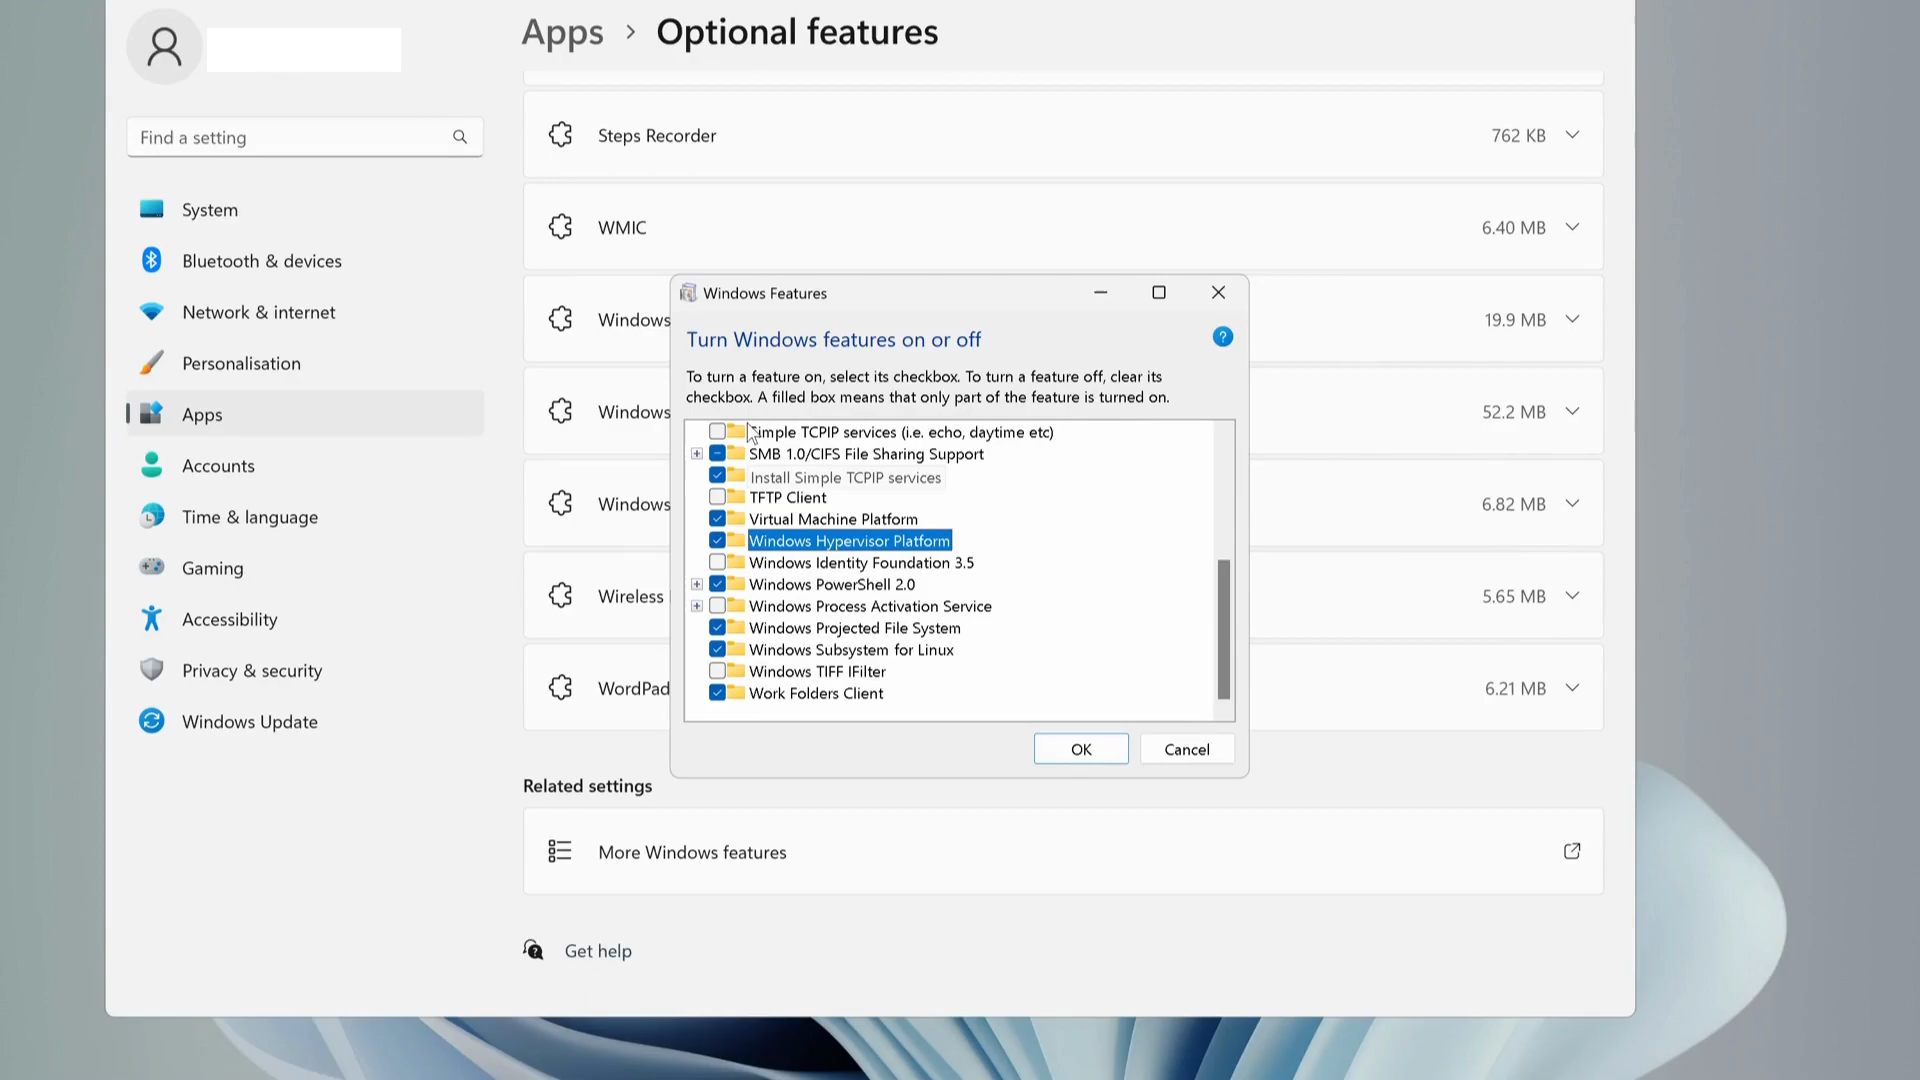 Apps > Optional features
Find a setting
System
Bluetooth & devices
Network & internet
Personalisation
Apps
Accounts
Time & language
Gaming
Accessibility
Privacy & security
Windows Update
Steps Recorder 762 KB
WMIC 6.40 MB
Windows 19.9 MB
Windows 52.2 MB
Windows 6.82 MB
Wireless 5.65 MB
WordPad 6.21 MB
Windows Features
Turn Windows features on or off
?
To turn a feature on, select its checkbox. To turn a feature off, clear its
checkbox. A filled box means that only part of the feature is turned on.
Simple TCPIP services (i.e. echo, daytime etc)
SMB 1.0/CIFS File Sharing Support
Install Simple TCPIP services
TFTP Client
Virtual Machine Platform
Windows Hypervisor Platform
Windows Identity Foundation 3.5
Windows PowerShell 2.0
Windows Process Activation Service
Windows Projected File System
Windows Subsystem for Linux
Windows TIFF IFilter
Work Folders Client
OK
Cancel
Related settings
More Windows features
Get help